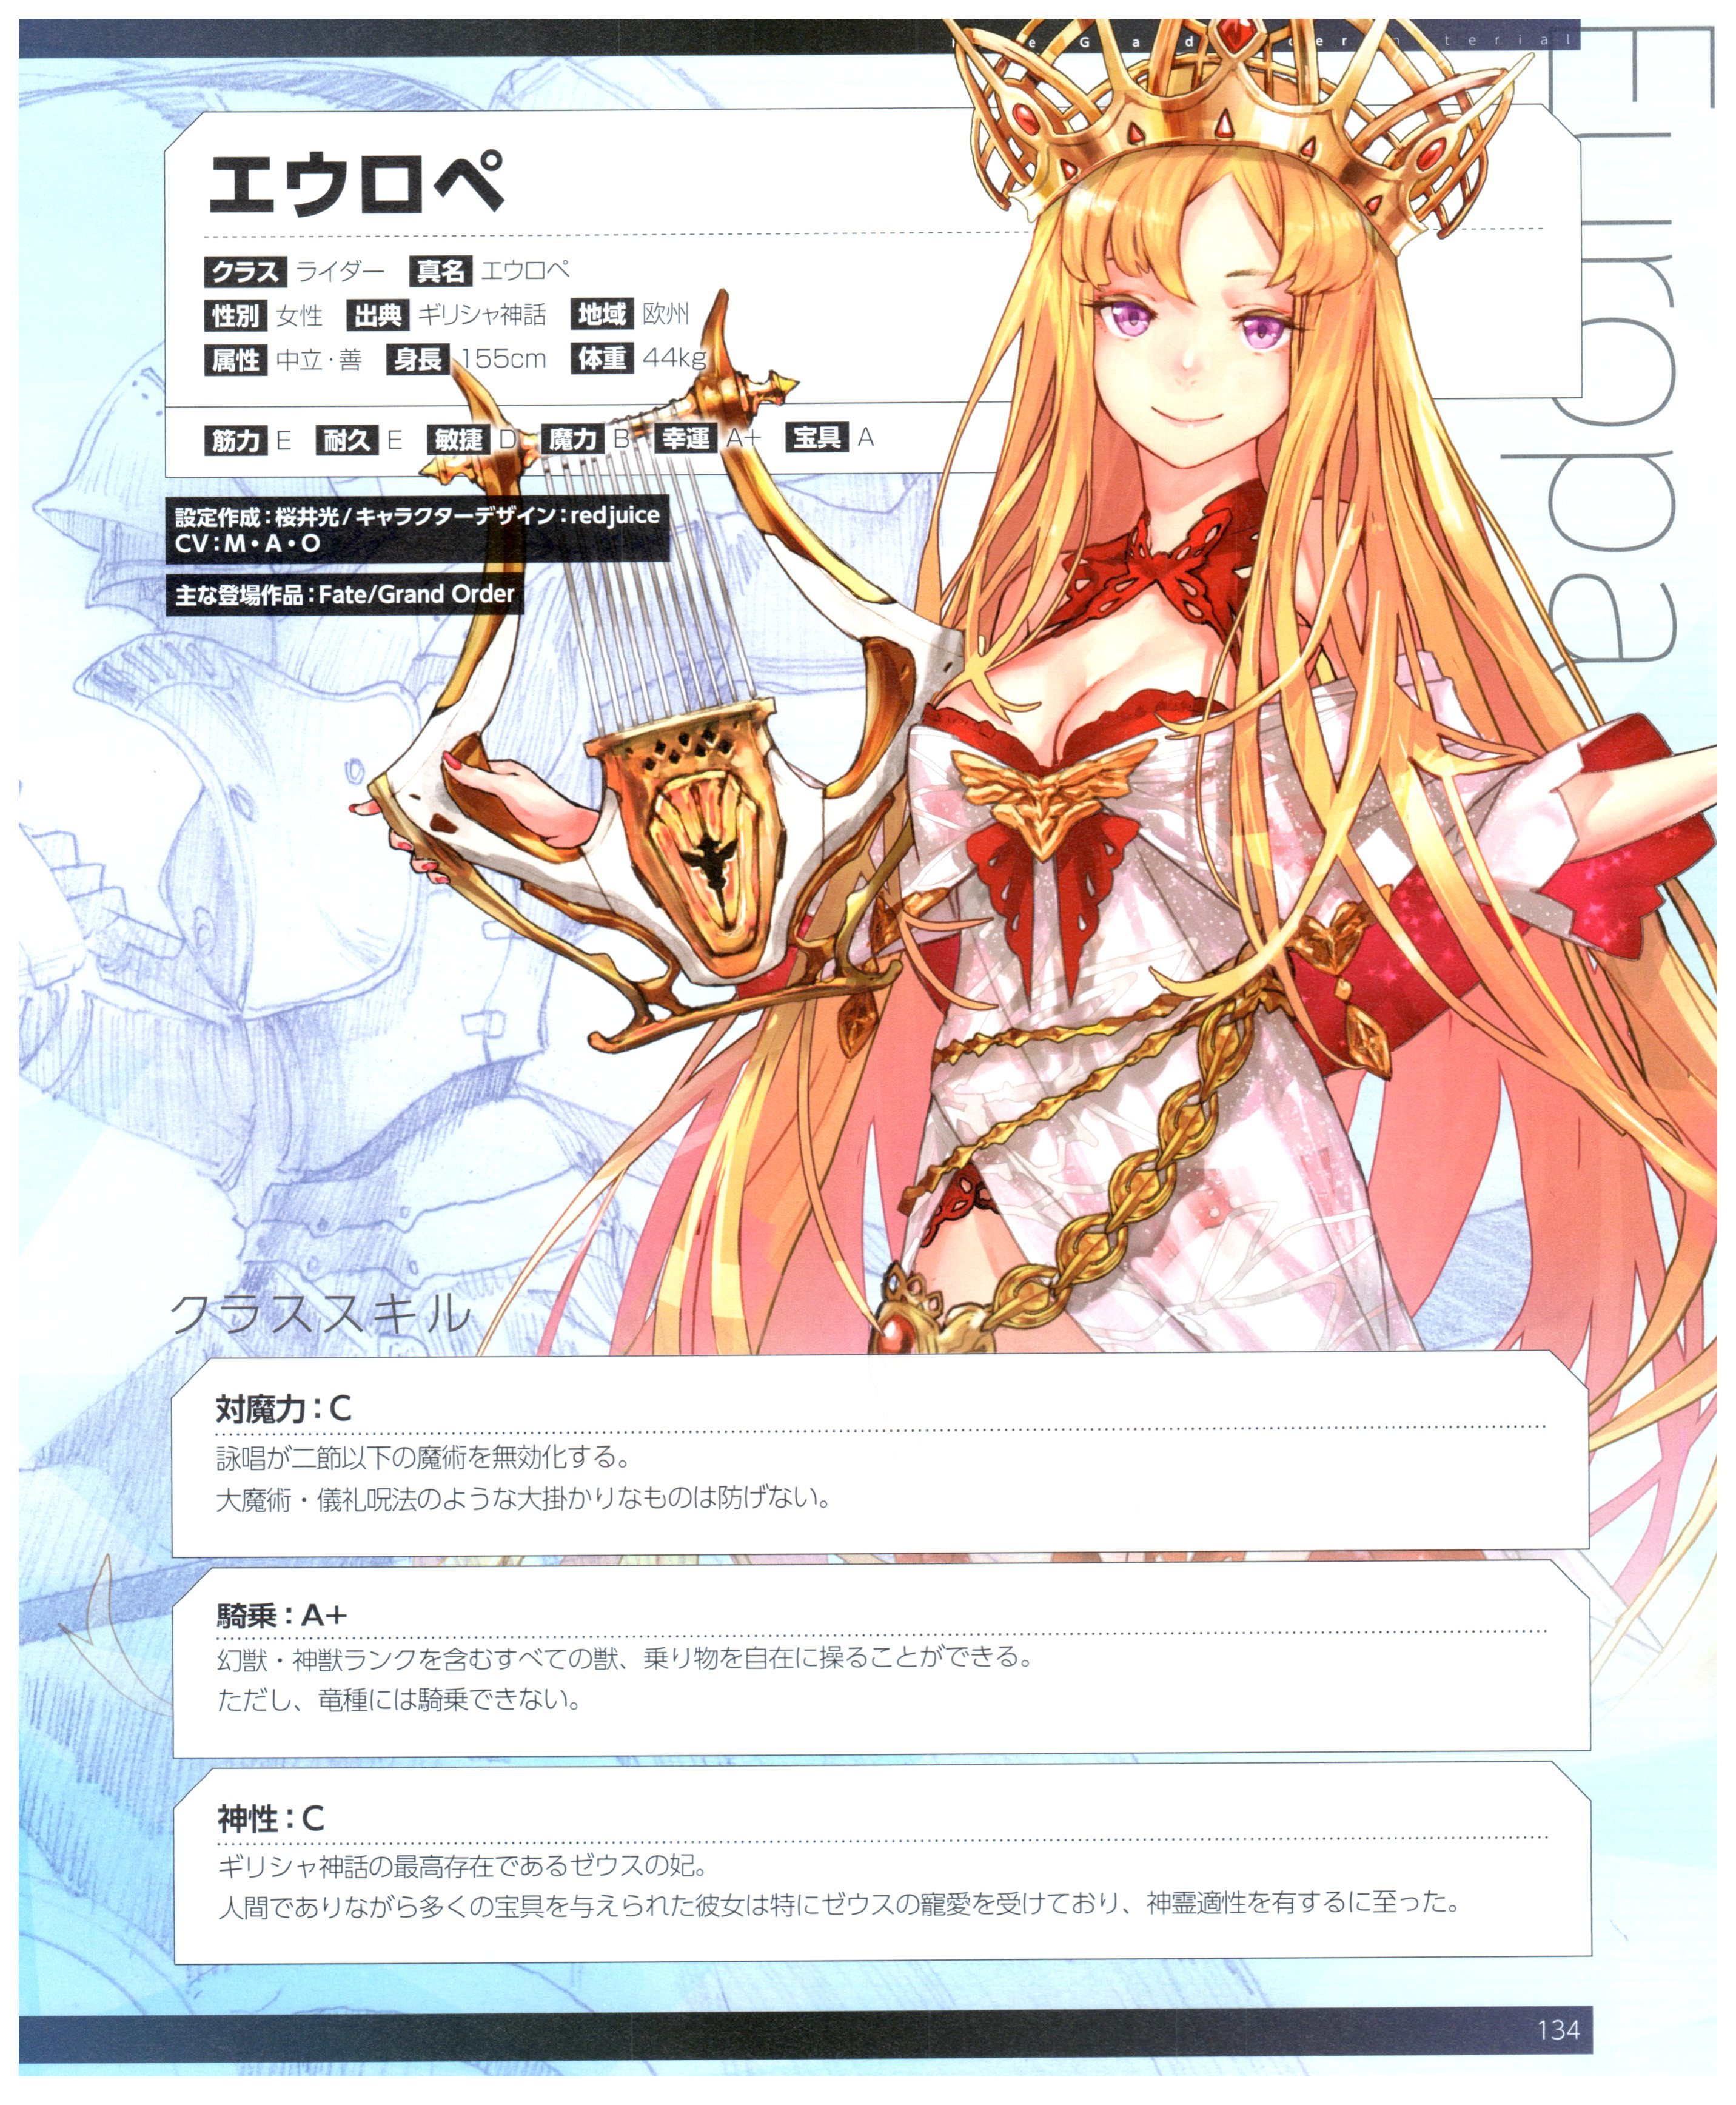 エウロペ
クラス ライダー 真名 エウロペ
性別 女性 出典 ギリシャ神話 地域 欧州
属性 中立・善 身長 155cm 体重 44kg
筋力 E 耐久 E 敏捷 D 魔力 B 幸運 A+ 宝具 A
設定作成：桜井光/キャラクターデザイン：redjuice
CV：M・A・O
主な登場作品：Fate/Grand Order
Europa
クラススキル
対魔力：C
詠唱が二節以下の魔術を無効化する。
大魔術・儀礼呪法のような大掛かりなものは防げない。
騎乗：A+
幻獣・神獣ランクを含むすべての獣、乗り物を自在に操ることができる。
ただし、竜種には騎乗できない。
神性：C
ギリシャ神話の最高存在であるゼウスの妃。
人間でありながら多くの宝具を与えられた彼女は特にゼウスの寵愛を受けており、神霊適性を有するに至った。
134